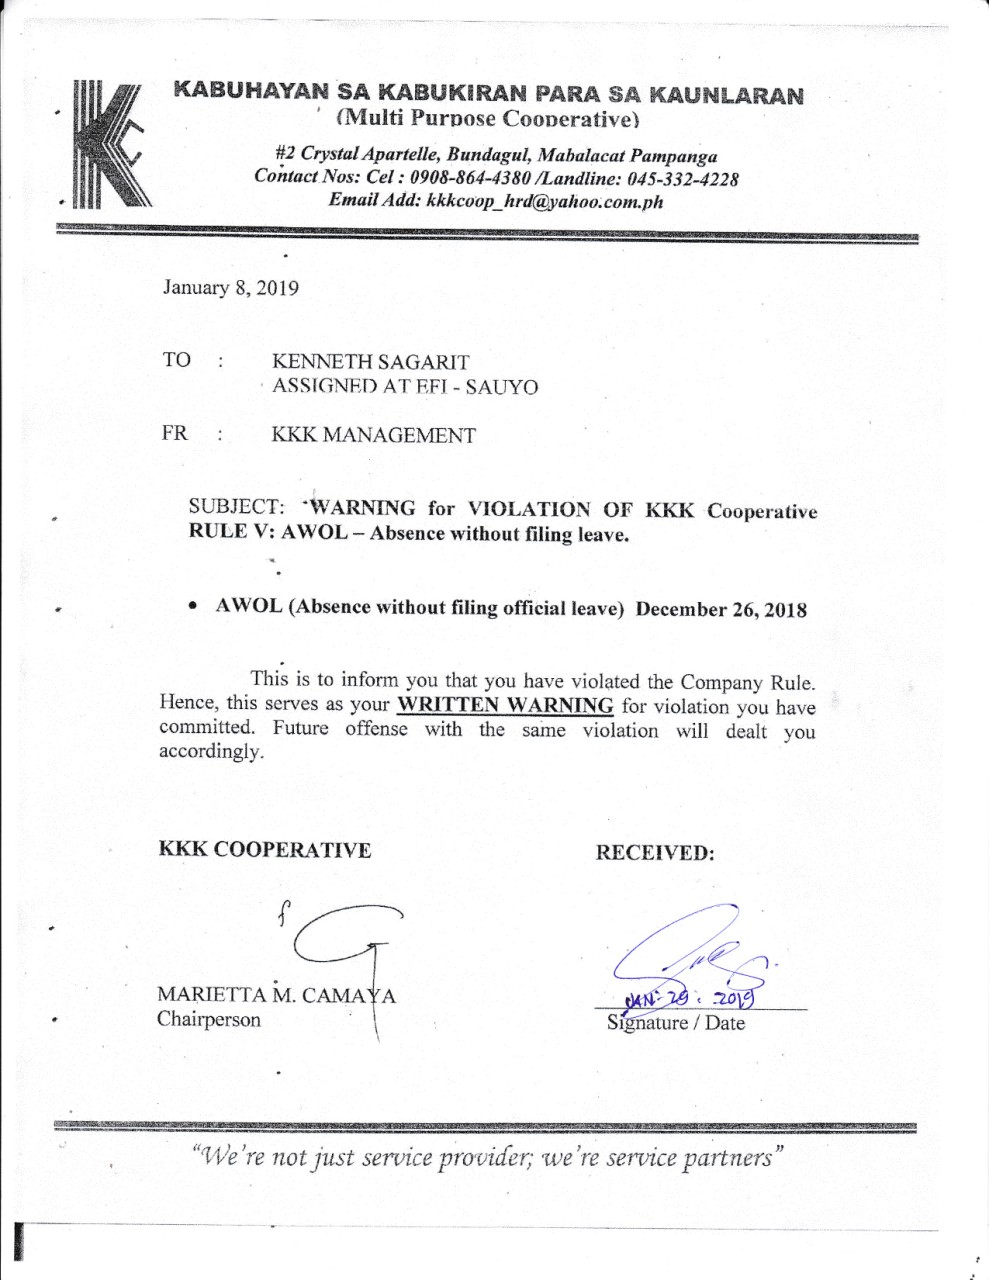 KABUHAYAN SA KABUKIRAN PARA SA KAUNLARAN
(Multi Purpose Cooperative)
#2 Crystal Apartelle, Bundagul, Mabalacat Pampanga
Contact Nos: Cel : 0908-864-4380 /Landline: 045-332-4228
Email Add: kkkcoop_hrd@yahoo.com.ph
January 8, 2019
TO : KENNETH SAGARIT
ASSIGNED AT EFI - SAUYO
FR : KKK MANAGEMENT
SUBJECT: WARNING for VIOLATION OF KKK Cooperative
RULE V: AWOL – Absence without filing leave.
• AWOL (Absence without filing official leave) December 26, 2018
This is to inform you that you have violated the Company Rule.
Hence, this serves as your WRITTEN WARNING for violation you have
committed. Future offense with the same violation will dealt you
accordingly.
KKK COOPERATIVE RECEIVED:
MARIETTA M. CAMAYA
Chairperson
JAN. 29. 2019
Signature / Date
"We're not just service provider; we're service partners"